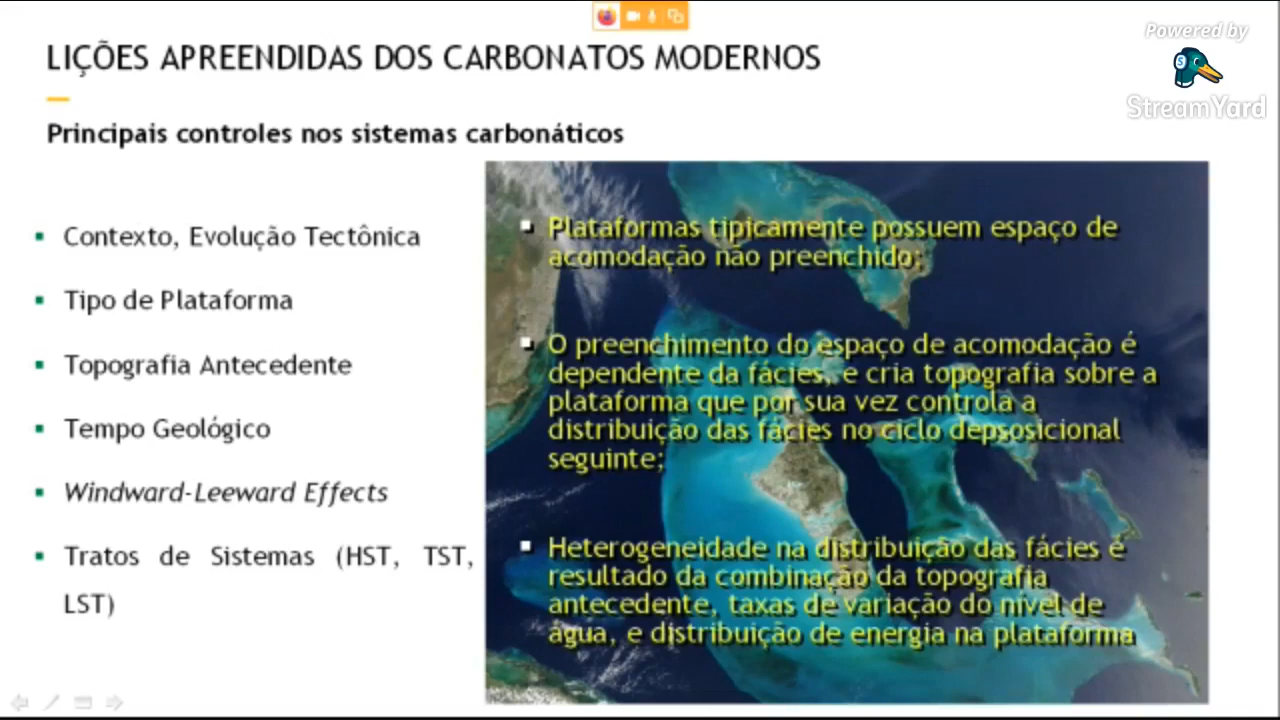 Powered by
StreamYard
LIÇÕES APREENDIDAS DOS CARBONATOS MODERNOS
Principais controles nos sistemas carbonáticos
Contexto, Evolução Tectônica
Tipo de Plataforma
Topografia Antecedente
Tempo Geológico
Windward-Leeward Effects
Tratos de Sistemas (HST, TST,
LST)
Plataformas tipicamente possuem espaço de
acomodação não preenchido;
O preenchimento do espaço de acomodação é
dependente da fácies, e cria topografia sobre a
plataforma que por sua vez controla a
distribuição das fácies no ciclo depsosicional
seguinte;
Heterogeneidade na distribuição das fácies é
resultado da combinação da topografia
antecedente, taxas de variação do nível de
água, e distribuição de energia na plataforma